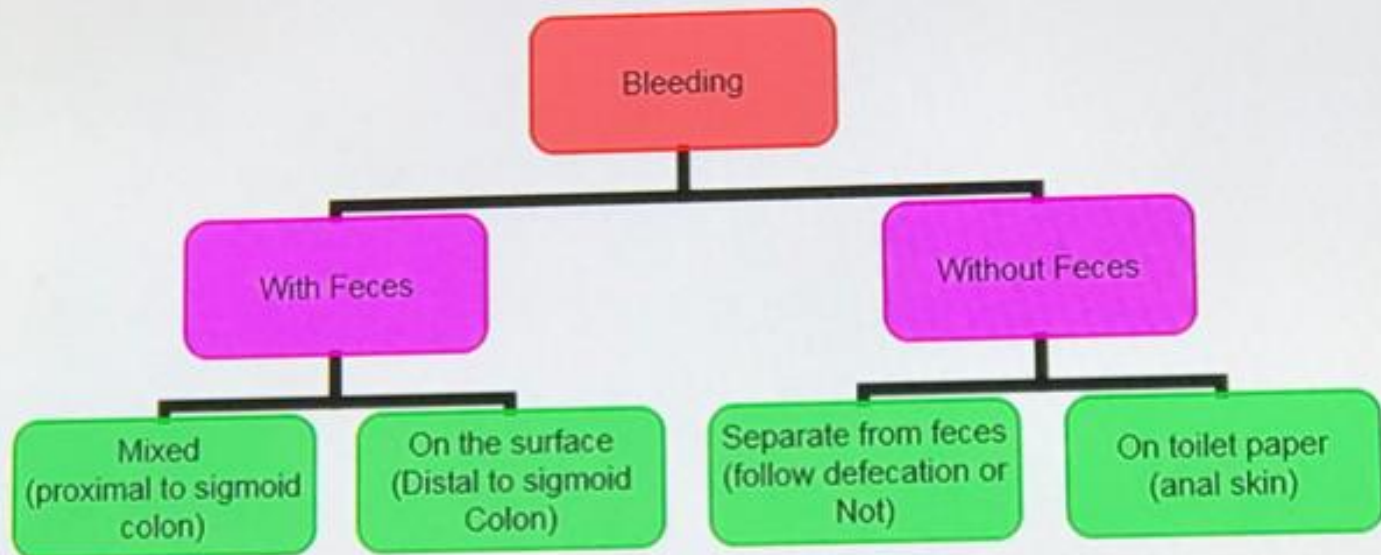 Bleeding
With Feces
Without Feces
Mixed
(proximal to sigmoid
colon)
On the surface
(Distal to sigmoid
Colon)
Separate from feces
(follow defecation or
Not)
On toilet paper
(anal skin)